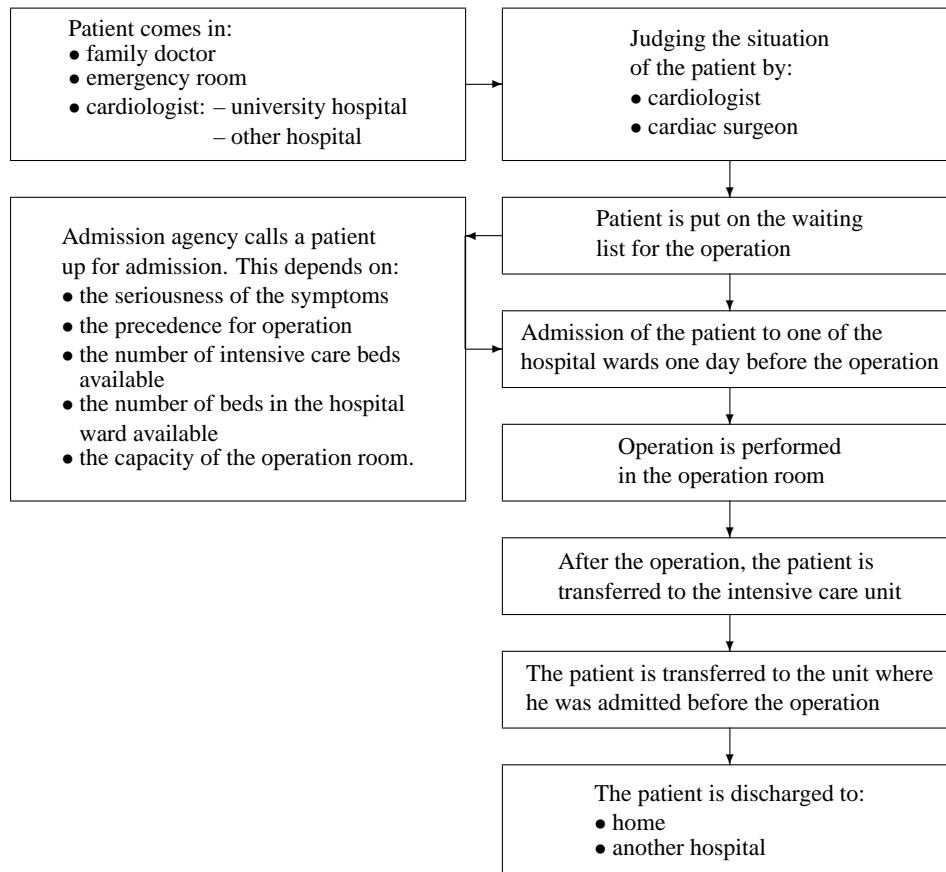 Patient comes in:
• family doctor
• emergency room
• cardiologist: – university hospital
– other hospital
Judging the situation
of the patient by:
• cardiologist
• cardiac surgeon
Patient is put on the waiting
list for the operation
Admission agency calls a patient
up for admission. This depends on:
• the seriousness of the symptoms
• the precedence for operation
• the number of intensive care beds
available
• the number of beds in the hospital
ward available
• the capacity of the operation room.
Admission of the patient to one of the
hospital wards one day before the operation
Operation is performed
in the operation room
After the operation, the patient is
transferred to the intensive care unit
The patient is transferred to the unit where
he was admitted before the operation
The patient is discharged to:
• home
• another hospital